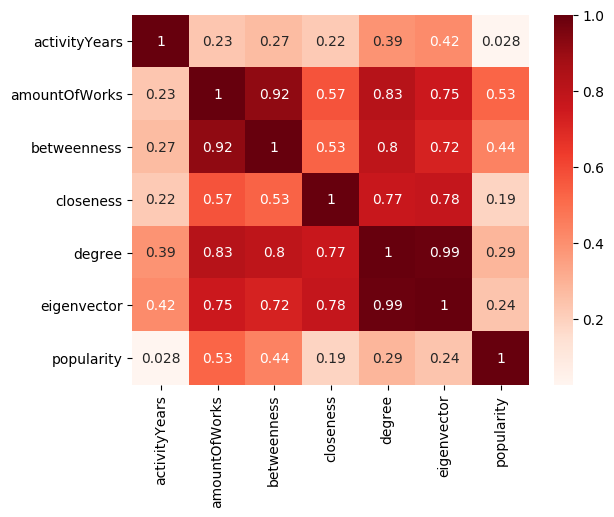 activityYears 1 0.23 0.27 0.22 0.39 0.42 0.028
amountOfWorks 0.23 1 0.92 0.57 0.83 0.75 0.53
betweenness 0.27 0.92 1 0.53 0.8 0.72 0.44
closeness 0.22 0.57 0.53 1 0.77 0.78 0.19
degree 0.39 0.83 0.8 0.77 1 0.99 0.29
eigenvector 0.42 0.75 0.72 0.78 0.99 1 0.24
popularity 0.028 0.53 0.44 0.19 0.29 0.24 1
activityYears
amountOfWorks
betweenness
closeness
degree
eigenvector
popularity
1.0
0.8
0.6
0.4
0.2